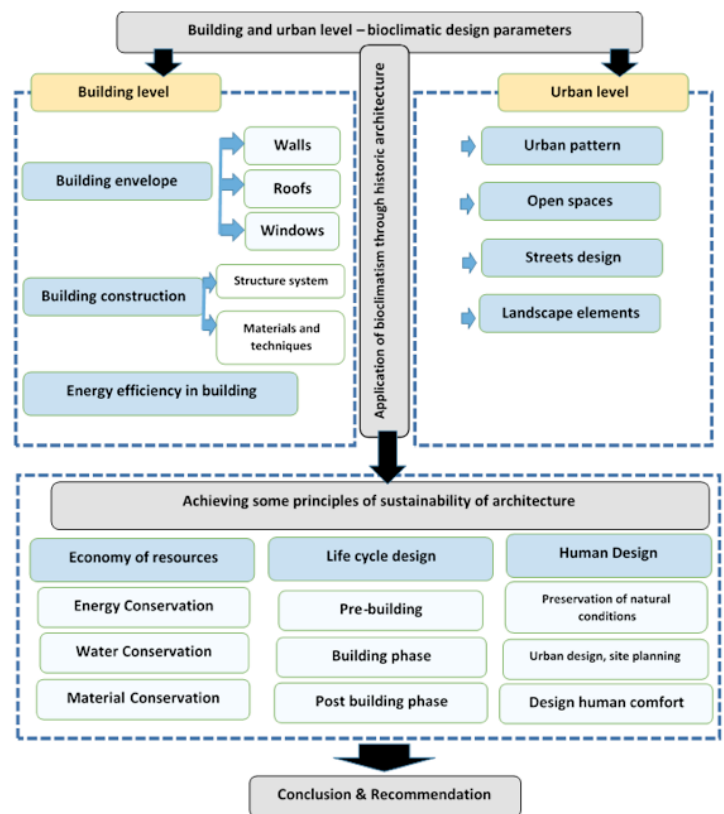 Building and urban level – bioclimatic design parameters
Building level
Building envelope
Walls
Roofs
Windows
Building construction
Structure system
Materials and
techniques
Energy efficiency in building
Application of bioclimatism through historic architecture
Urban level
Urban pattern
Open spaces
Streets design
Landscape elements
Achieving some principles of sustainability of architecture
Economy of resources
Energy Conservation
Water Conservation
Material Conservation
Life cycle design
Pre-building
Building phase
Post building phase
Human Design
Preservation of natural
conditions
Urban design, site planning
Design human comfort
Conclusion & Recommendation